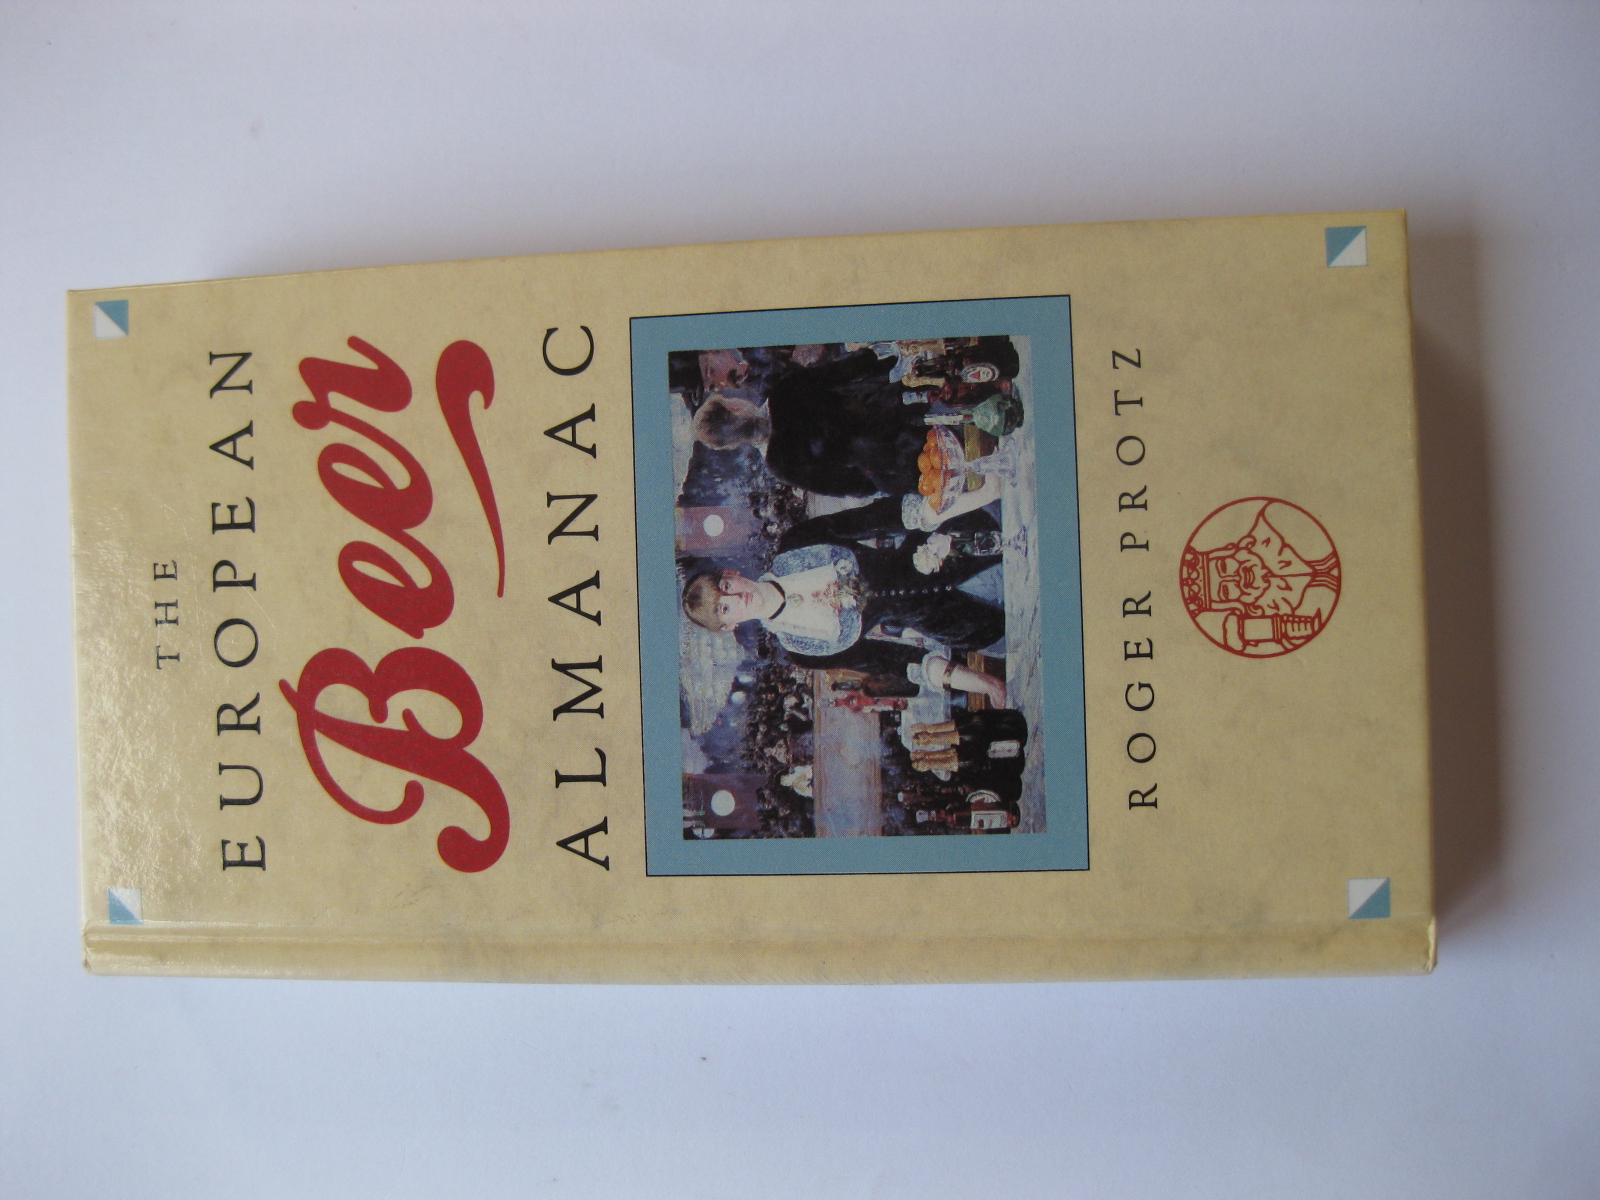 THE
EUROPEAN
Beer
ALMANAC
ROGER PROTZ